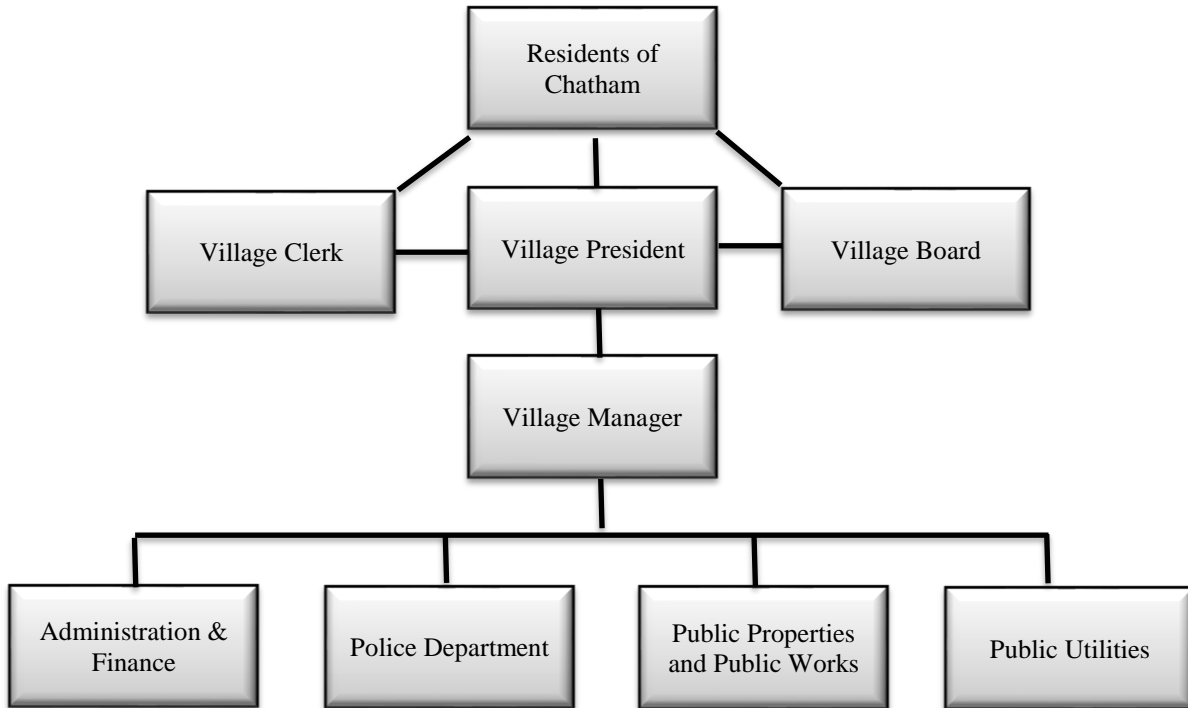 Residents of
Chatham
Village Clerk
Village President
Village Board
Village Manager
Administration &
Finance
Police Department
Public Properties
and Public Works
Public Utilities